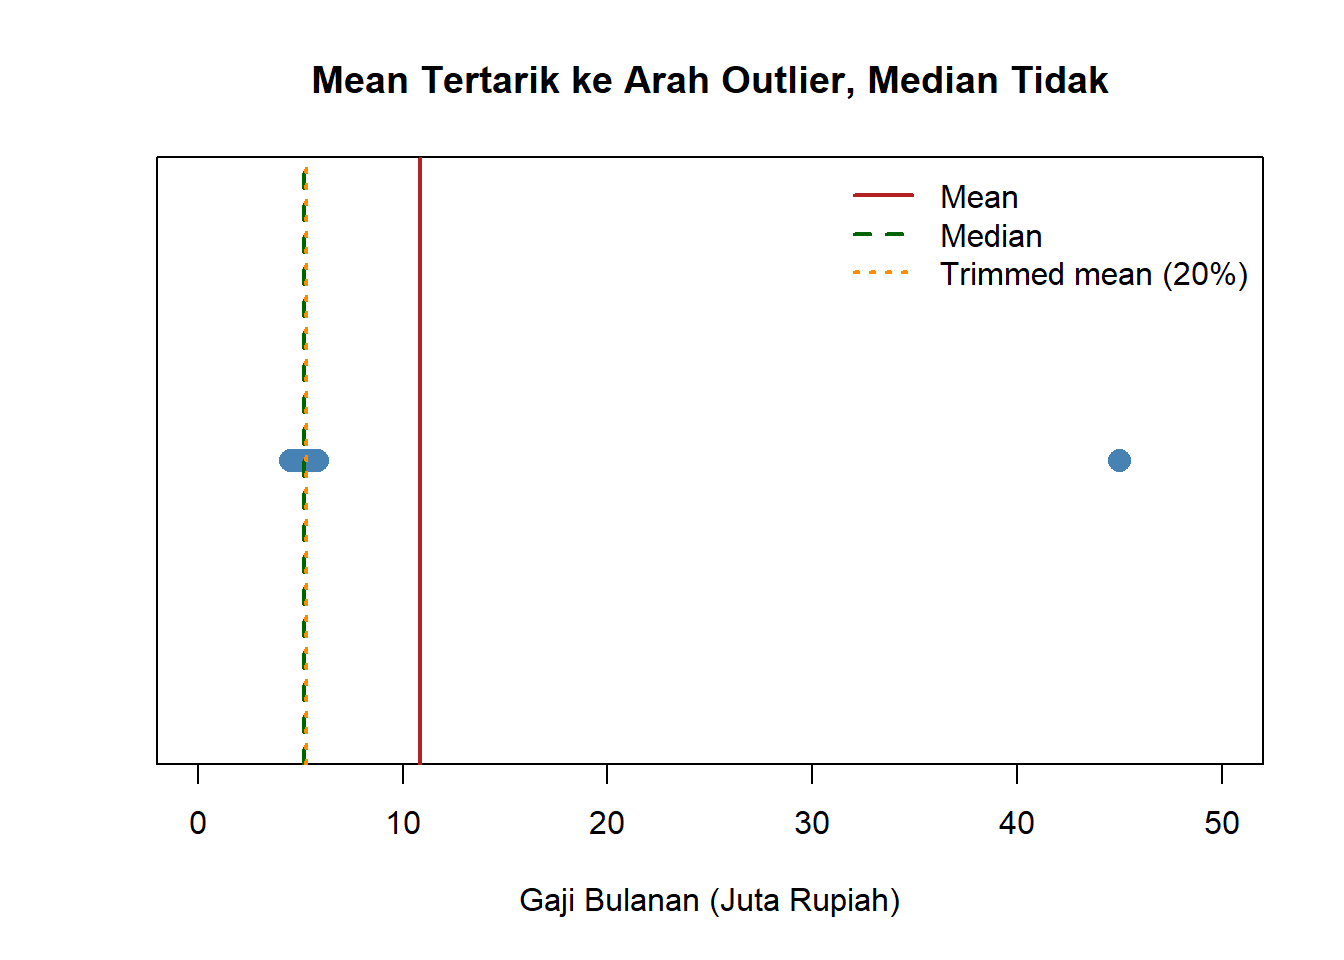 Mean Tertarik ke Arah Outlier, Median Tidak
Mean
Median
Trimmed mean (20%)
0 10 20 30 40 50
Gaji Bulanan (Juta Rupiah)